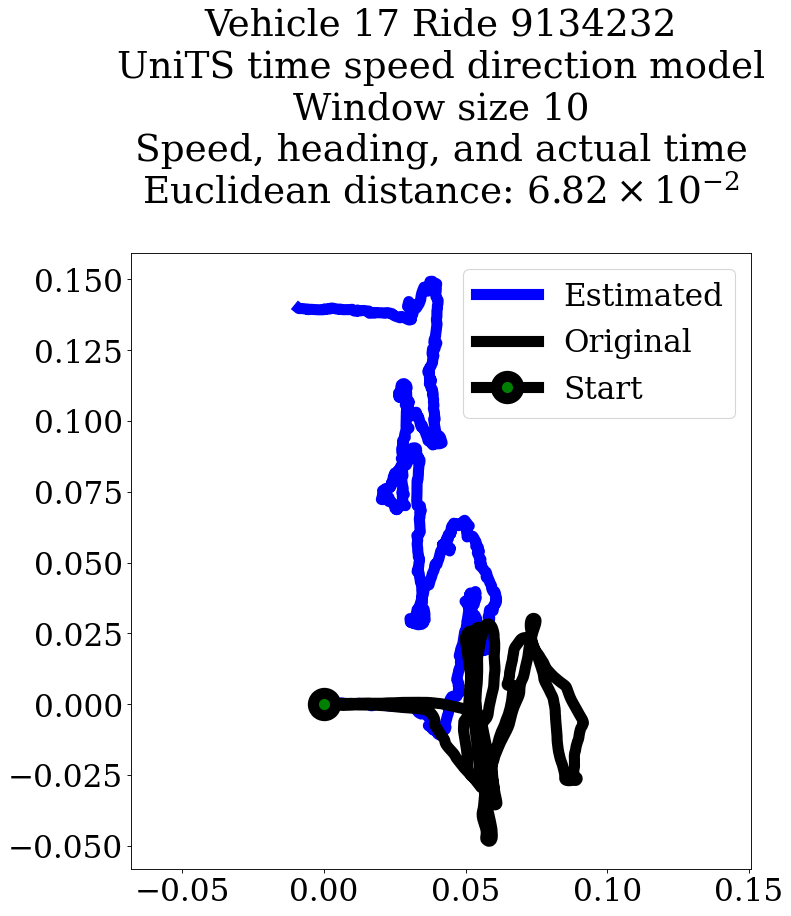 Vehicle 17 Ride 9134232
UniTS time speed direction model
Window size 10
Speed, heading, and actual time
Euclidean distance: 6.82 × 10⁻²
0.150
0.125
0.100
0.075
0.050
0.025
0.000
−0.025
−0.050
Estimated
Original
Start
−0.05
0.00
0.05
0.10
0.15